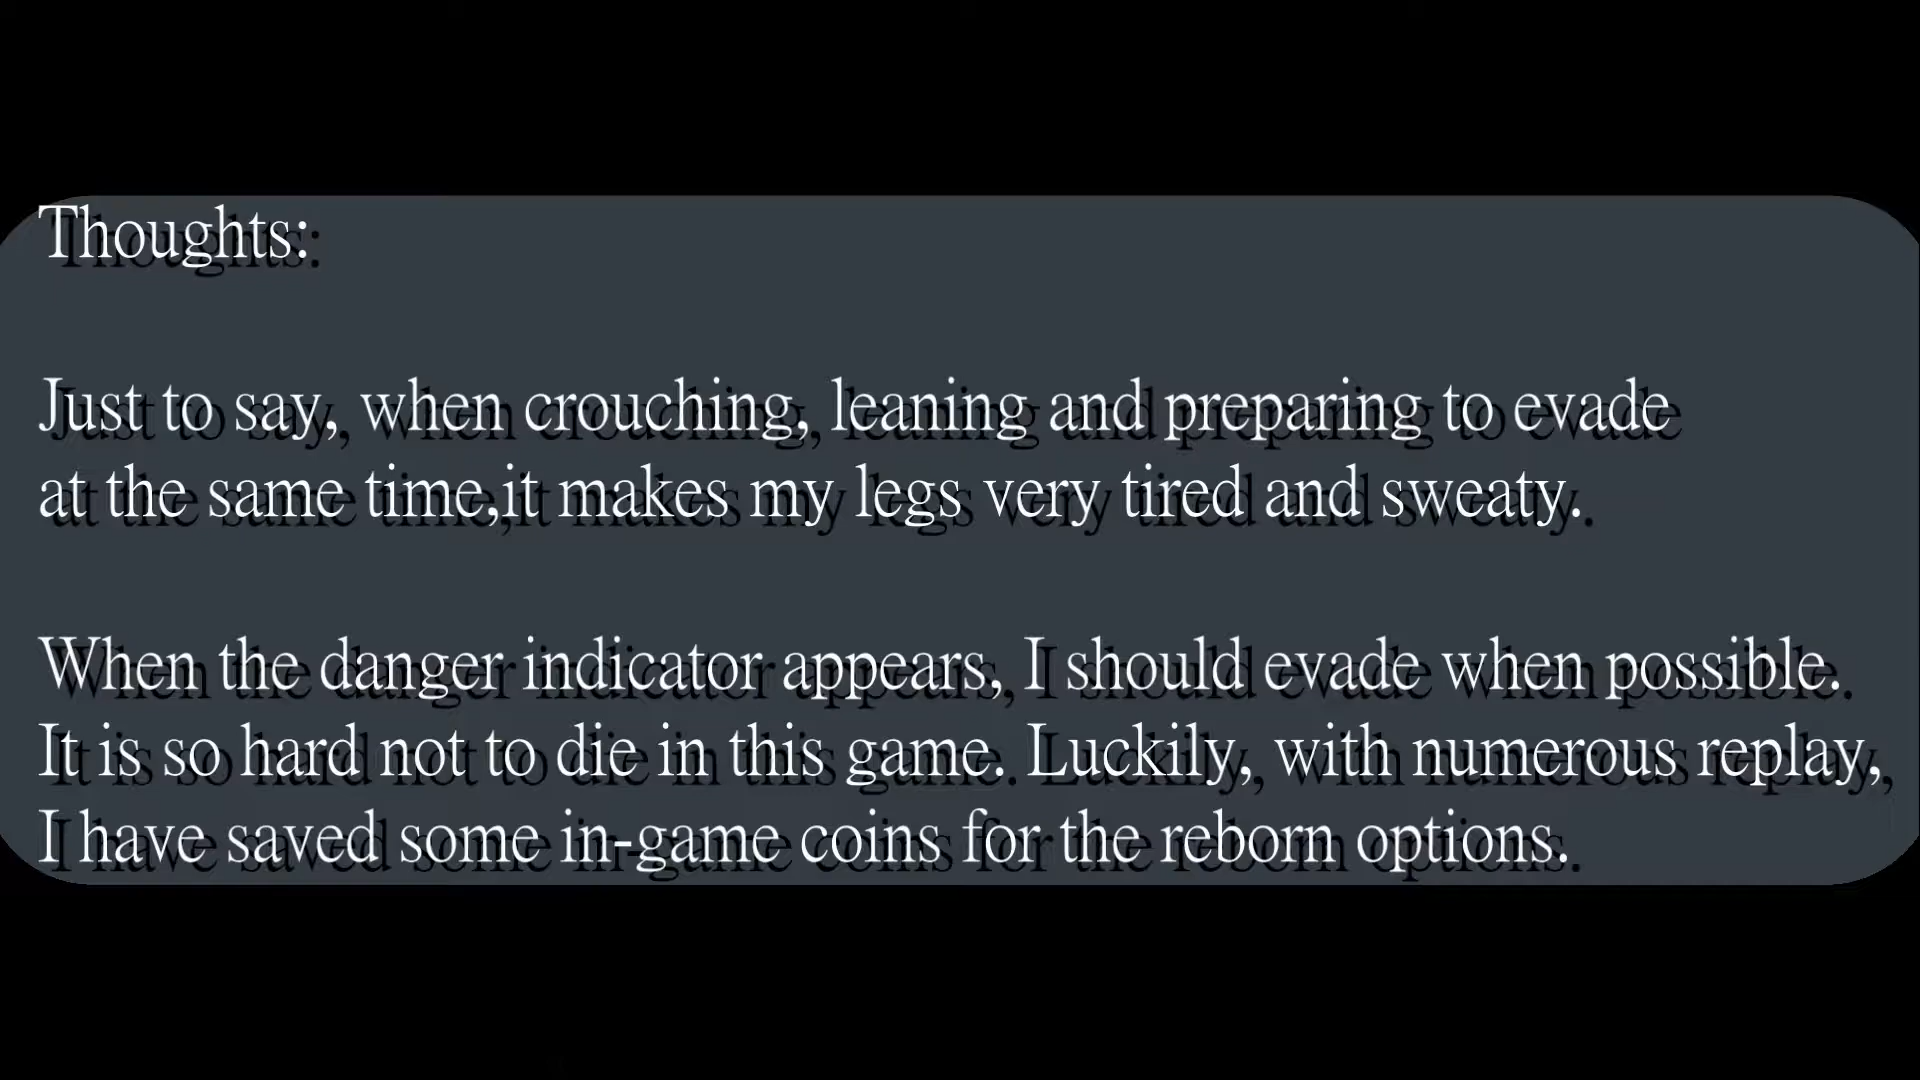 Thoughts:
Just to say, when crouching, leaning and preparing to evade
at the same time,it makes my legs very tired and sweaty.
When the danger indicator appears, I should evade when possible.
It is so hard not to die in this game. Luckily, with numerous replay,
I have saved some in-game coins for the reborn options.